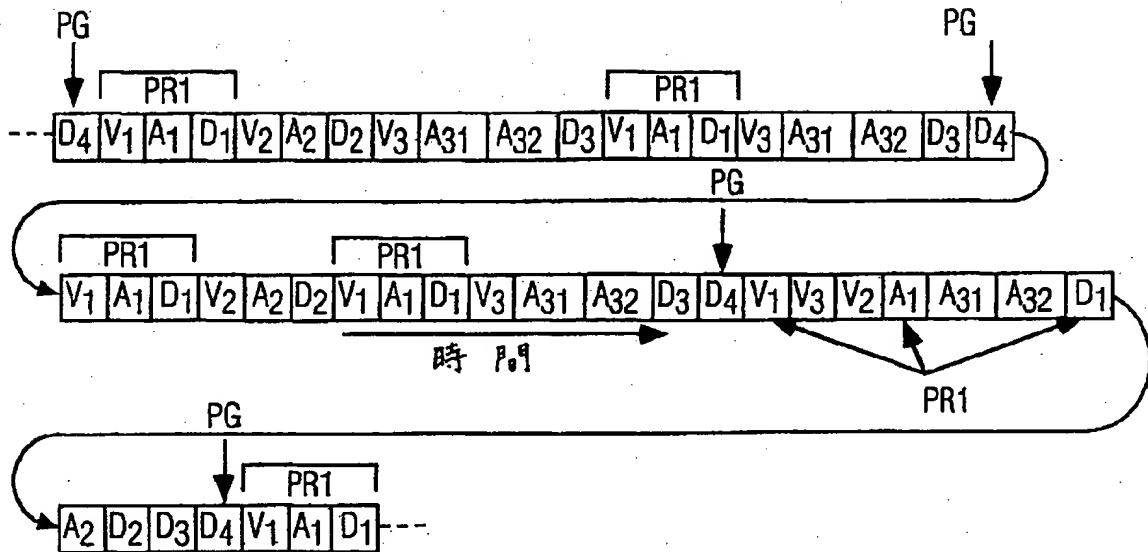 PG PG
PR1 PR1
D4 V1 A1 D1 V2 A2 D2 V3 A31 A32 D3 V1 A1 D1 V3 A31 A32 D3 D4
PG
PR1 PR1
V1 A1 D1 V2 A2 D2 V1 A1 D1 V3 A31 A32 D3 D4 V1 V3 V2 A1 A31 A32 D1
時間
PR1
PG
PR1
A2 D2 D3 D4 V1 A1 D1